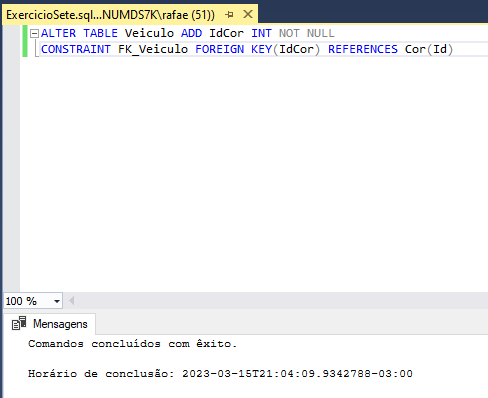 ExercicioSete.sql...NUMDS7K\rafae (51))
ALTER TABLE Veiculo ADD IdCor INT NOT NULL
CONSTRAINT FK_Veiculo FOREIGN KEY(IdCor) REFERENCES Cor(Id)
100 %
Mensagens
Comandos concluídos com êxito.
Horário de conclusão: 2023-03-15T21:04:09.9342788-03:00